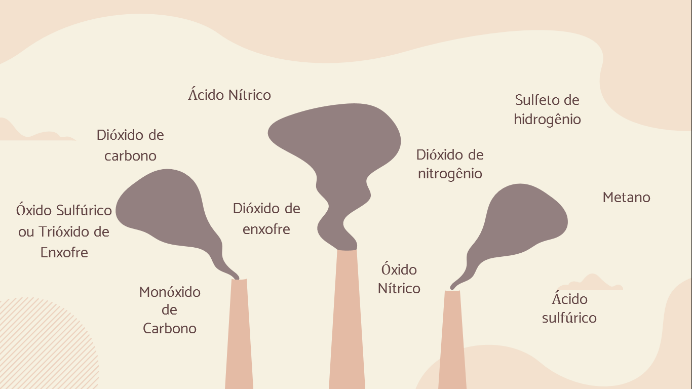 Ácido Nítrico
Sulfeto de
hidrogênio
Dióxido de
carbono
Dióxido de
nitrogênio
Metano
Óxido Sulfúrico
ou Trióxido de
Enxofre
Dióxido de
enxofre
Óxido
Nítrico
Monóxido
de
Carbono
Ácido
sulfúrico